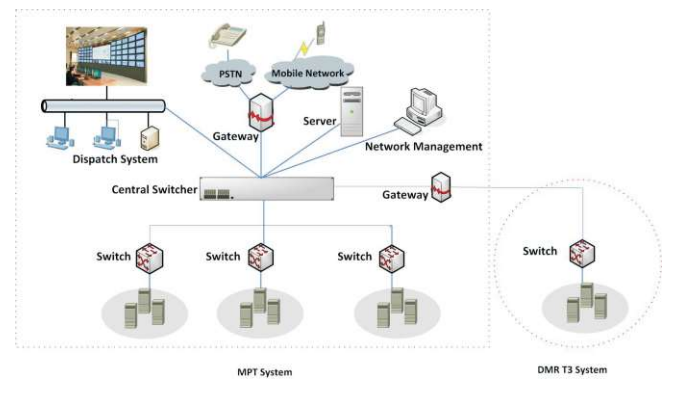 PSTN
Mobile Network
Gateway
Server
Network Management
Dispatch System
Central Switcher
Gateway
Switch
Switch
Switch
Switch
MPT System
DMR T3 System